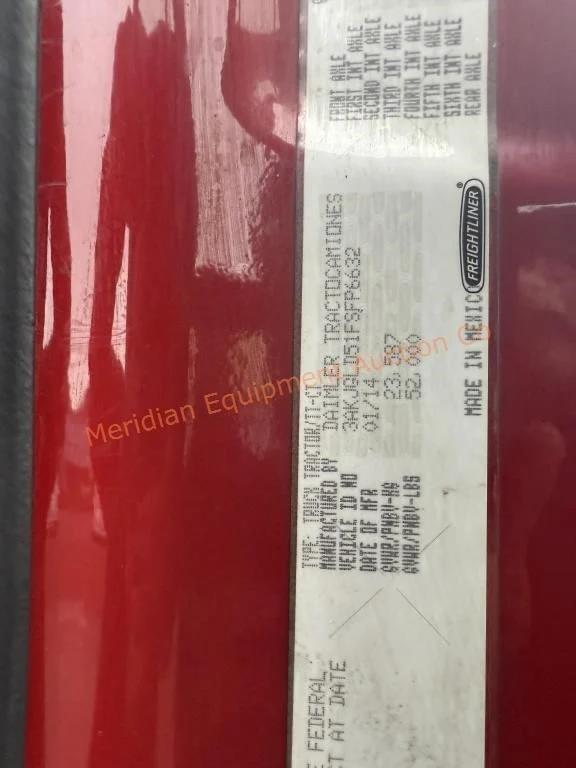 TYPE: TRUCK TRACTOR/TT-CT
MANUFACTURED BY DAIMLER TRACTOCAMIONES
VEHICLE ID NO 3AKJGLD51FSFP6632
DATE OF MFR 01/14
GVWR/PNBV-KG 23,587
GVWR/PNBV-LBS 52,000
MADE IN MEXICO
FREIGHTLINER®
FRONT AXLE
FIRST INT AXLE
SECOND INT AXLE
THIRD INT AXLE
FOURTH INT AXLE
FIFTH INT AXLE
SIXTH INT AXLE
REAR AXLE
FEDERAL
AT DATE
Meridian Equipment Auction Co